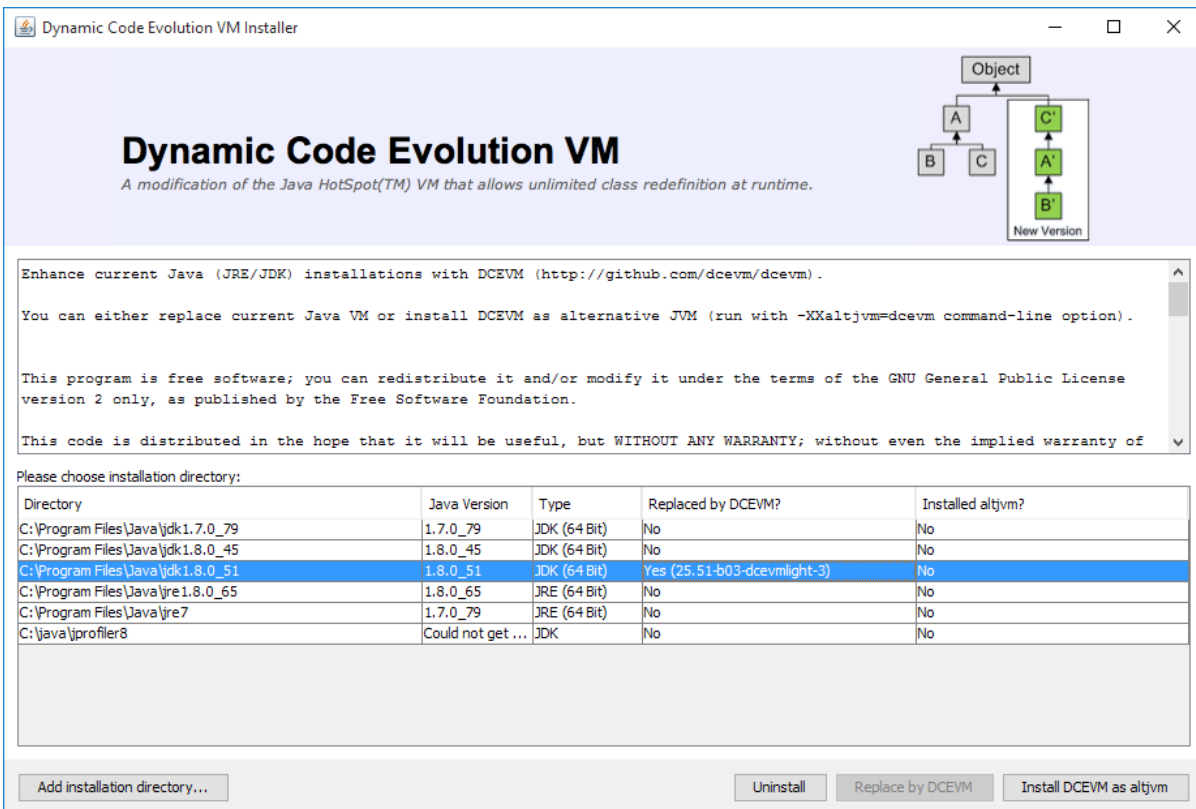 Dynamic Code Evolution VM Installer
Object
A
C'
B
C
A'
B'
New Version
Dynamic Code Evolution VM
A modification of the Java HotSpot(TM) VM that allows unlimited class redefinition at runtime.
Enhance current Java (JRE/JDK) installations with DCEVM (http://github.com/dcevm/dcevm).
You can either replace current Java VM or install DCEVM as alternative JVM (run with -XXaltjvm=dcevm command-line option).
This program is free software; you can redistribute it and/or modify it under the terms of the GNU General Public License
version 2 only, as published by the Free Software Foundation.
This code is distributed in the hope that it will be useful, but WITHOUT ANY WARRANTY; without even the implied warranty of
Please choose installation directory:
Directory Java Version Type Replaced by DCEVM? Installed altjvm?
C:\Program Files\Java\jdk1.7.0_79 1.7.0_79 JDK (64 Bit) No No
C:\Program Files\Java\jdk1.8.0_45 1.8.0_45 JDK (64 Bit) No No
C:\Program Files\Java\jdk1.8.0_51 1.8.0_51 JDK (64 Bit) Yes (25.51-b03-dcevmlight-3) No
C:\Program Files\Java\jre1.8.0_65 1.8.0_65 JRE (64 Bit) No No
C:\Program Files\Java\jre7 1.7.0_79 JRE (64 Bit) No No
C:\java\jprofiler8 Could not get ... JDK No No
Add installation directory... Uninstall Replace by DCEVM Install DCEVM as altjvm